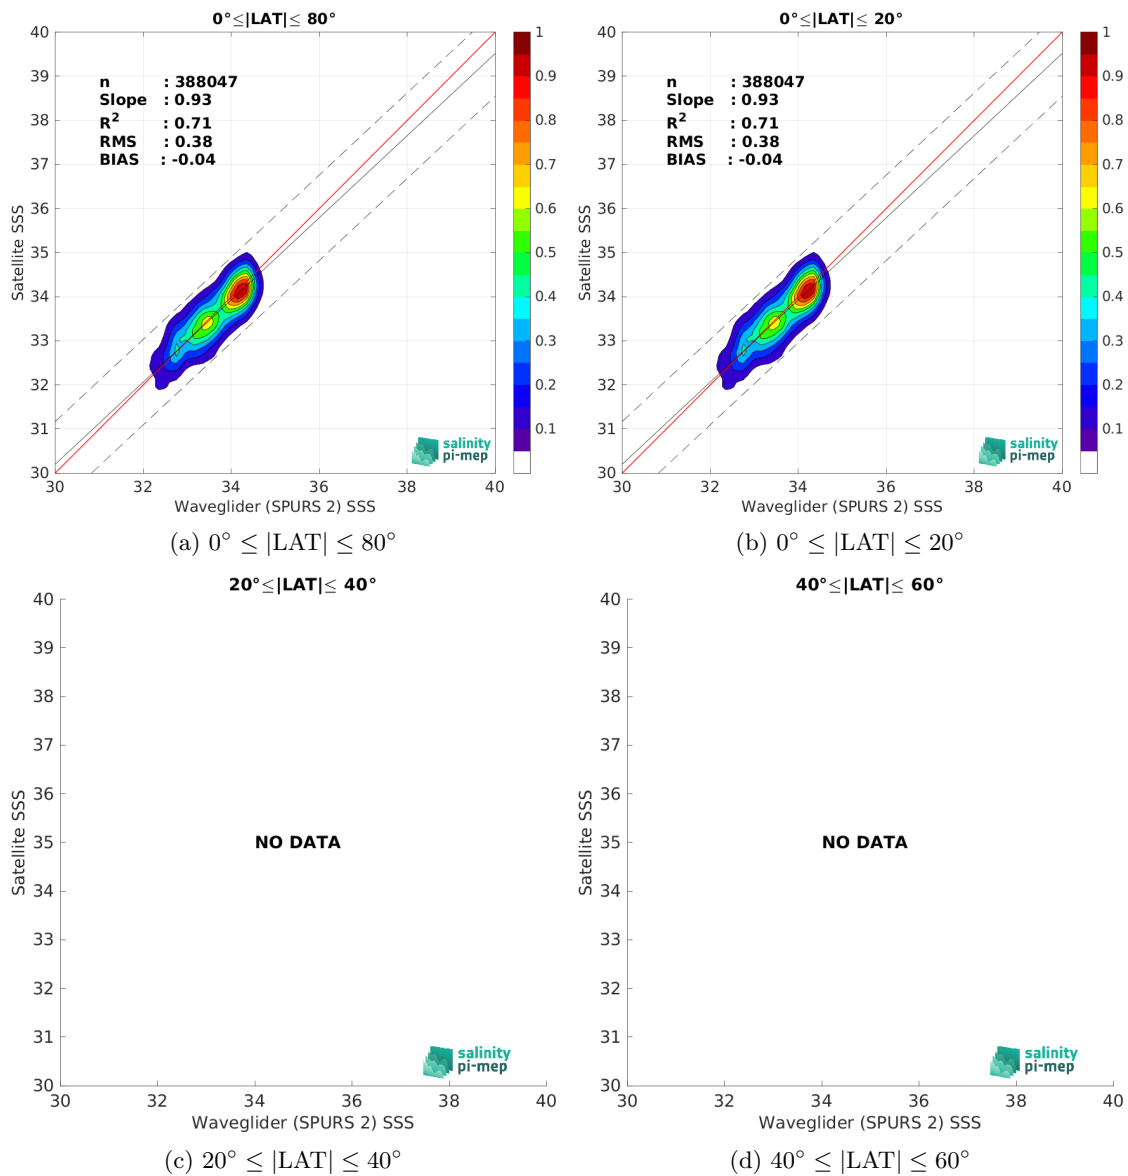 0°≤|LAT|≤ 80°
40
39
38
37
36
35
34
33
32
31
30
Satellite SSS
n : 388047
Slope : 0.93
R² : 0.71
RMS : 0.38
BIAS : -0.04
1
0.9
0.8
0.7
0.6
0.5
0.4
0.3
0.2
0.1
salinity
pi-mep
30 32 34 36 38 40
Waveglider (SPURS 2) SSS
(a) 0° ≤ |LAT| ≤ 80°
0°≤|LAT|≤ 20°
40
39
38
37
36
35
34
33
32
31
30
Satellite SSS
n : 388047
Slope : 0.93
R² : 0.71
RMS : 0.38
BIAS : -0.04
1
0.9
0.8
0.7
0.6
0.5
0.4
0.3
0.2
0.1
salinity
pi-mep
30 32 34 36 38 40
Waveglider (SPURS 2) SSS
(b) 0° ≤ |LAT| ≤ 20°
20°≤|LAT|≤ 40°
40
39
38
37
36
35
34
33
32
31
30
Satellite SSS
NO DATA
salinity
pi-mep
30 32 34 36 38 40
Waveglider (SPURS 2) SSS
(c) 20° ≤ |LAT| ≤ 40°
40°≤|LAT|≤ 60°
40
39
38
37
36
35
34
33
32
31
30
Satellite SSS
NO DATA
salinity
pi-mep
30 32 34 36 38 40
Waveglider (SPURS 2) SSS
(d) 40° ≤ |LAT| ≤ 60°